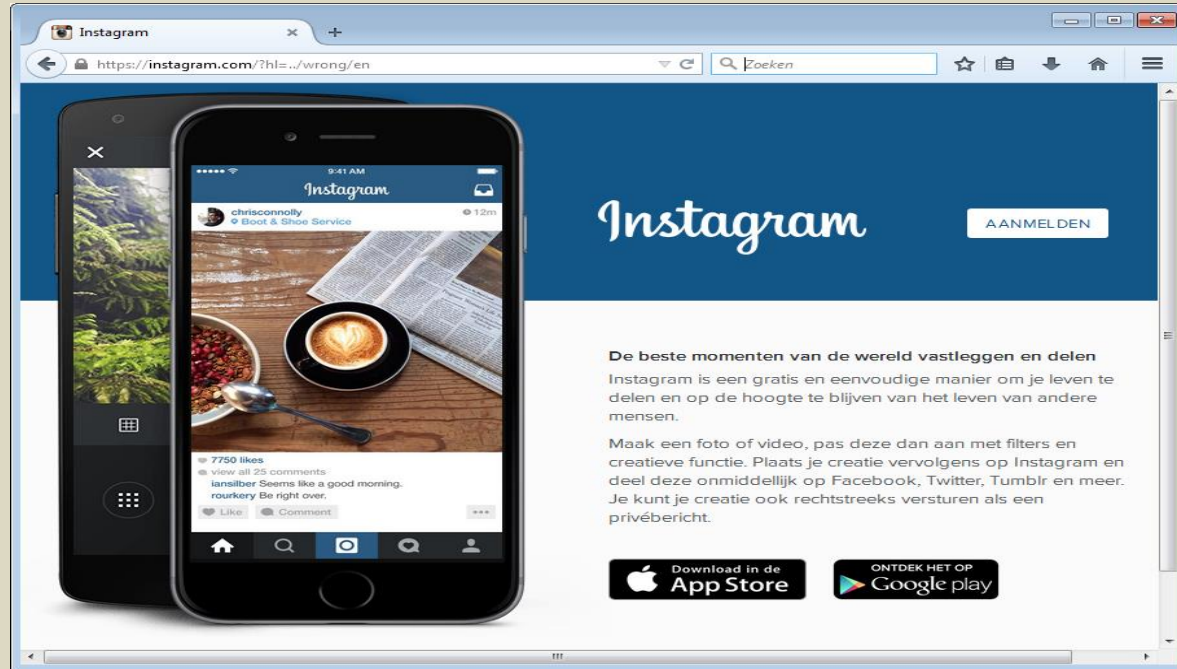 Instagram
https://instagram.com/?hl=../wrong/en
Zoeken
9:41 AM
Instagram
chrisconnolly
Boot & Shoe Service
12m
7750 likes
view all 25 comments
iansilber Seems like a good morning.
rourkery Be right over.
Like
Comment
Instagram
AANMELDEN
De beste momenten van de wereld vastleggen en delen
Instagram is een gratis en eenvoudige manier om je leven te
delen en op de hoogte te blijven van het leven van andere
mensen.
Maak een foto of video, pas deze dan aan met filters en
creatieve functie. Plaats je creatie vervolgens op Instagram en
deel deze onmiddellijk op Facebook, Twitter, Tumblr en meer.
Je kunt je creatie ook rechtstreeks versturen als een
privébericht.
Download in de
App Store
ONTDEK HET OP
Google play